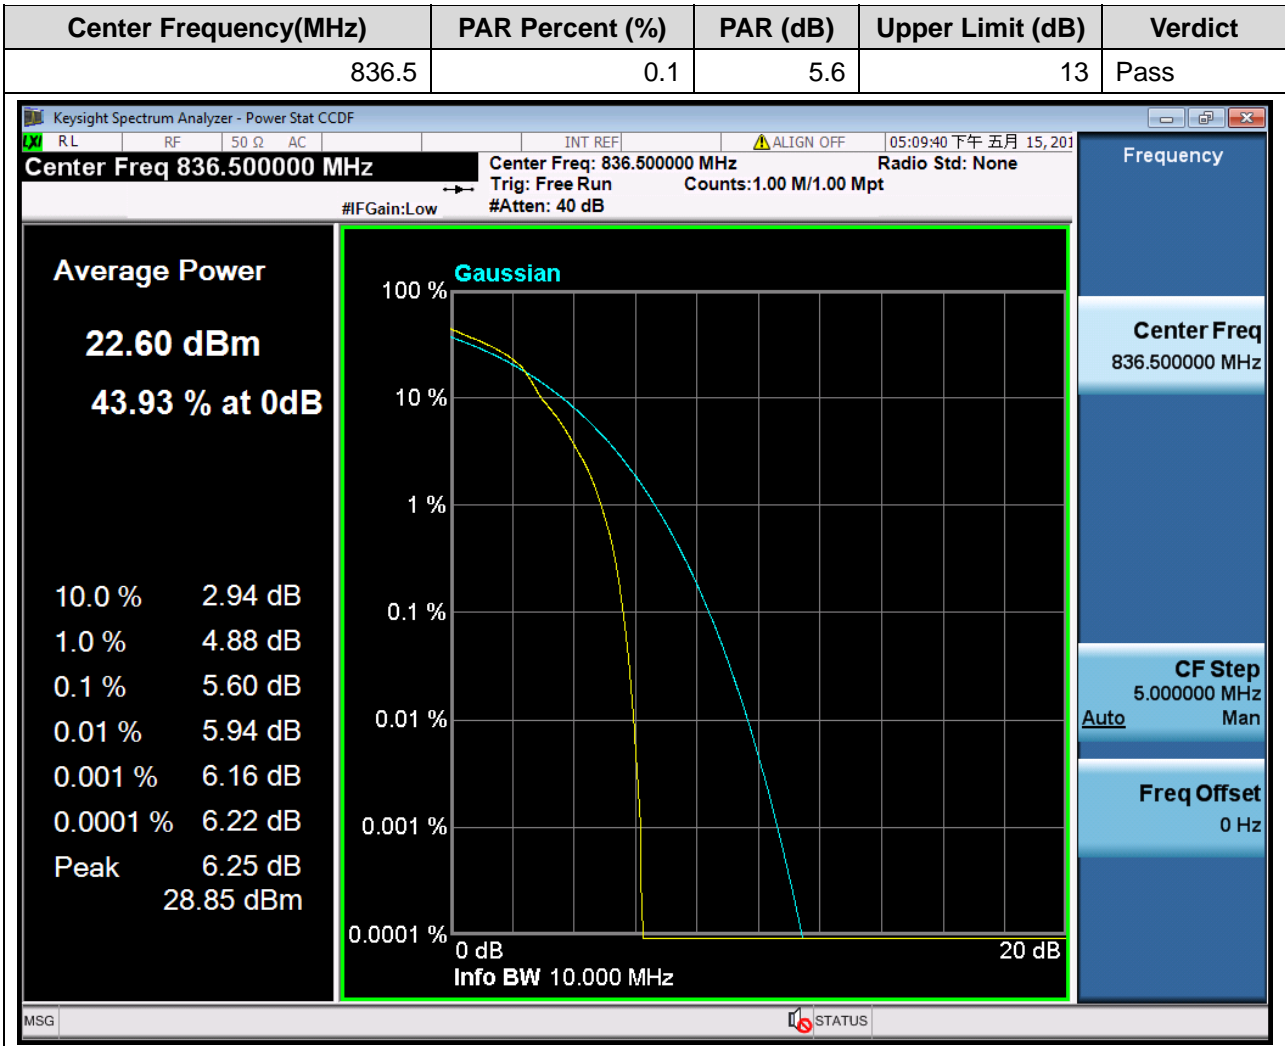 Center Frequency(MHz) PAR Percent (%) PAR (dB) Upper Limit (dB) Verdict
836.5 0.1 5.6 13 Pass
Keysight Spectrum Analyzer - Power Stat CCDF
LXI RL RF 50 Ω AC INT REF ALIGN OFF 05:09:40 下午 五月 15, 201
Center Freq 836.500000 MHz
Center Freq: 836.500000 MHz Radio Std: None
Trig: Free Run Counts:1.00 M/1.00 Mpt
#IFGain:Low #Atten: 40 dB
Frequency
Average Power
22.60 dBm
43.93 % at 0dB
10.0 % 2.94 dB
1.0 % 4.88 dB
0.1 % 5.60 dB
0.01 % 5.94 dB
0.001 % 6.16 dB
0.0001 % 6.22 dB
Peak 6.25 dB
28.85 dBm
Gaussian
100 %
10 %
1 %
0.1 %
0.01 %
0.001 %
0.0001 %
0 dB 20 dB
Info BW 10.000 MHz
Center Freq
836.500000 MHz
CF Step
5.000000 MHz
Auto Man
Freq Offset
0 Hz
MSG STATUS